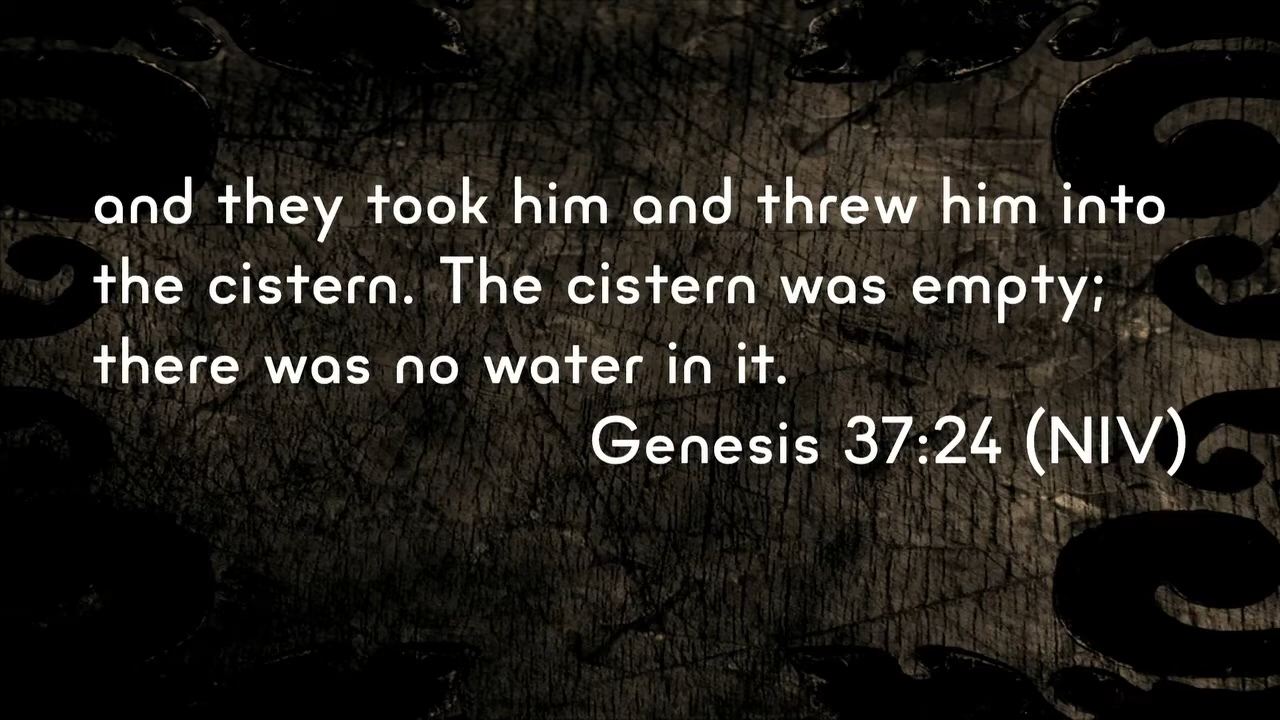 and they took him and threw him into
the cistern. The cistern was empty;
there was no water in it.
Genesis 37:24 (NIV)